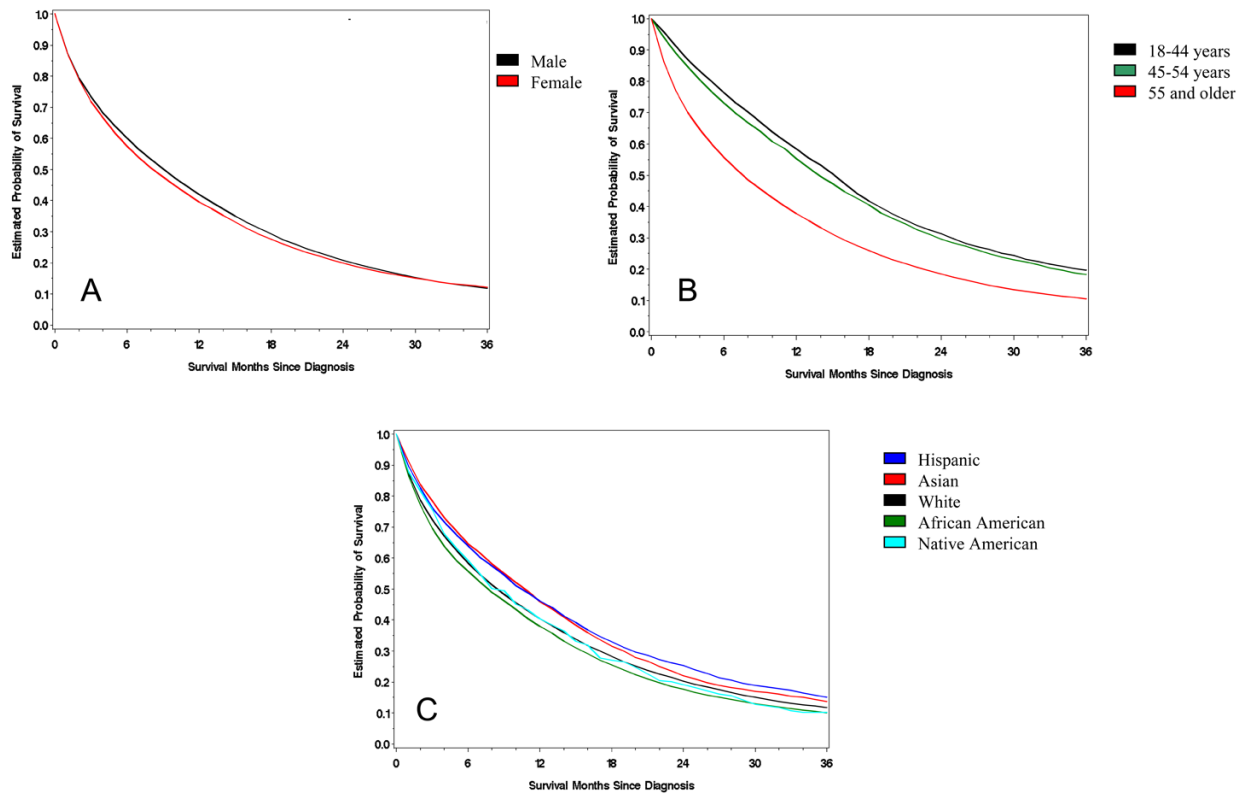 1.0
0.9
0.8
0.7
0.6
0.5
0.4
0.3
0.2
0.1
0.0
Estimated Probability of Survival
0 6 12 18 24 30 36
Survival Months Since Diagnosis
A
Male
Female
1.0
0.9
0.8
0.7
0.6
0.5
0.4
0.3
0.2
0.1
0.0
Estimated Probability of Survival
0 6 12 18 24 30 36
Survival Months Since Diagnosis
B
18-44 years
45-54 years
55 and older
1.0
0.9
0.8
0.7
0.6
0.5
0.4
0.3
0.2
0.1
0.0
Estimated Probability of Survival
0 6 12 18 24 30 36
Survival Months Since Diagnosis
C
Hispanic
Asian
White
African American
Native American